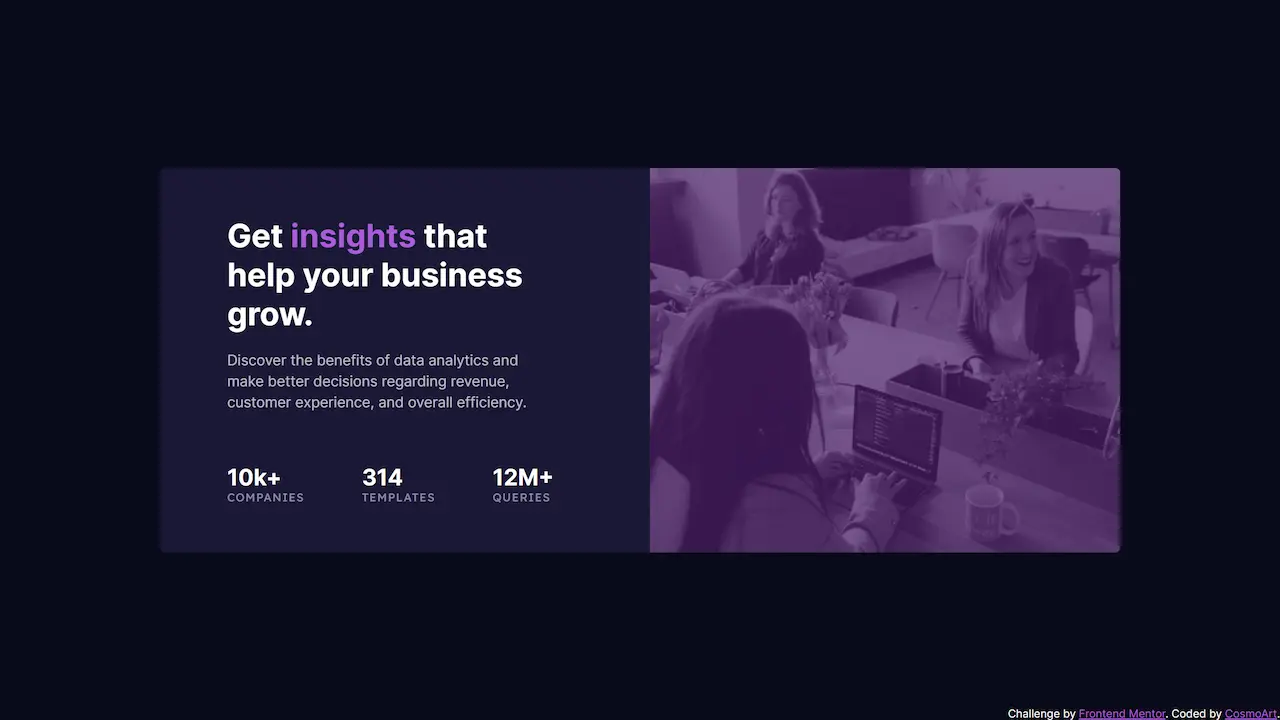 Get insights that
help your business
grow.
Discover the benefits of data analytics and
make better decisions regarding revenue,
customer experience, and overall efficiency.
10k+ 314 12M+
COMPANIES TEMPLATES QUERIES
Challenge by Frontend Mentor. Coded by CosmoArt.